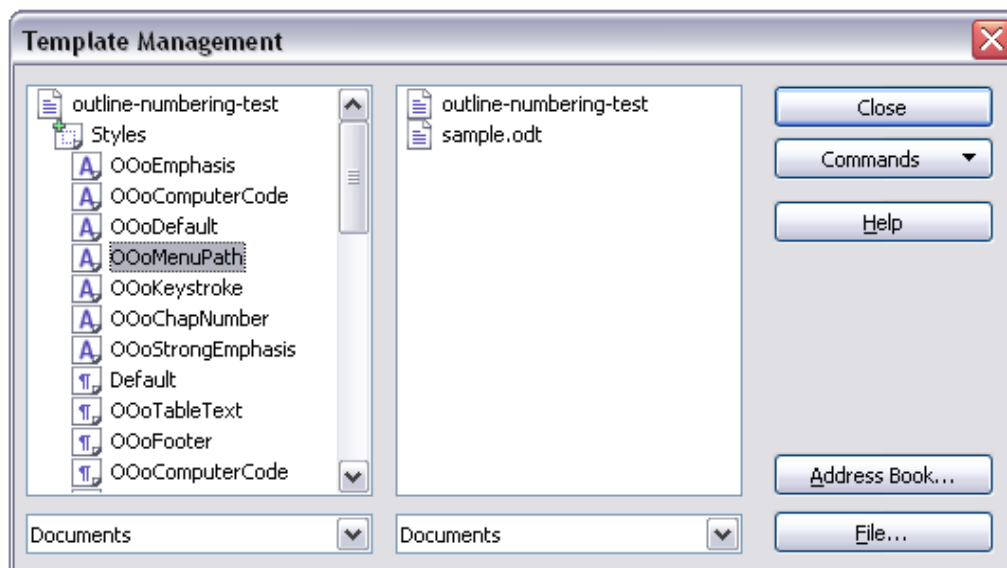 Template Management
outline-numbering-test
Styles
OOoEmphasis
OOoComputerCode
OOoDefault
OOoMenuPath
OOoKeystroke
OOoChapNumber
OOoStrongEmphasis
Default
OOoTableText
OOoFooter
OOoComputerCode
Documents
outline-numbering-test
sample.odt
Documents
Close
Commands
Help
Address Book...
File...